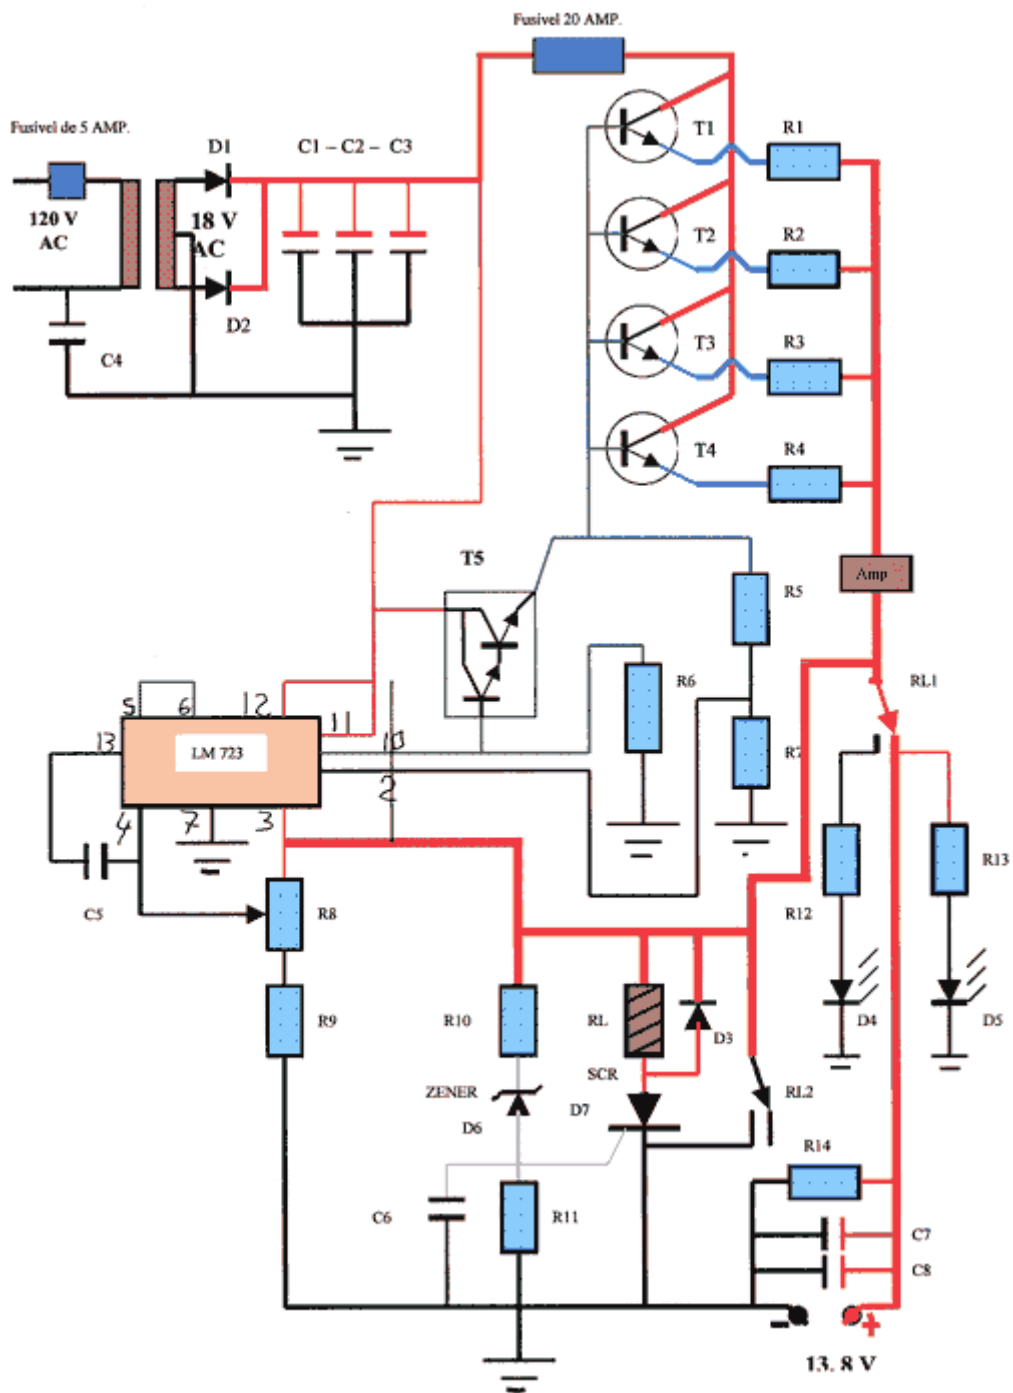 Fusivel 20 AMP.
Fusivel de 5 AMP.
D1
C1 – C2 – C3
T1
R1
120 V
AC
18 V
AC
T2
R2
D2
C4
T3
R3
T4
R4
T5
Amp
R5
R6
RL1
5
6
12
11
13
LM 723
10
R7
2
4
7
3
C5
R8
R12
R13
R9
R10
RL
D3
D4
D5
SCR
ZENER
D6
D7
RL2
R14
C6
R11
C7
C8
-
+
13. 8 V